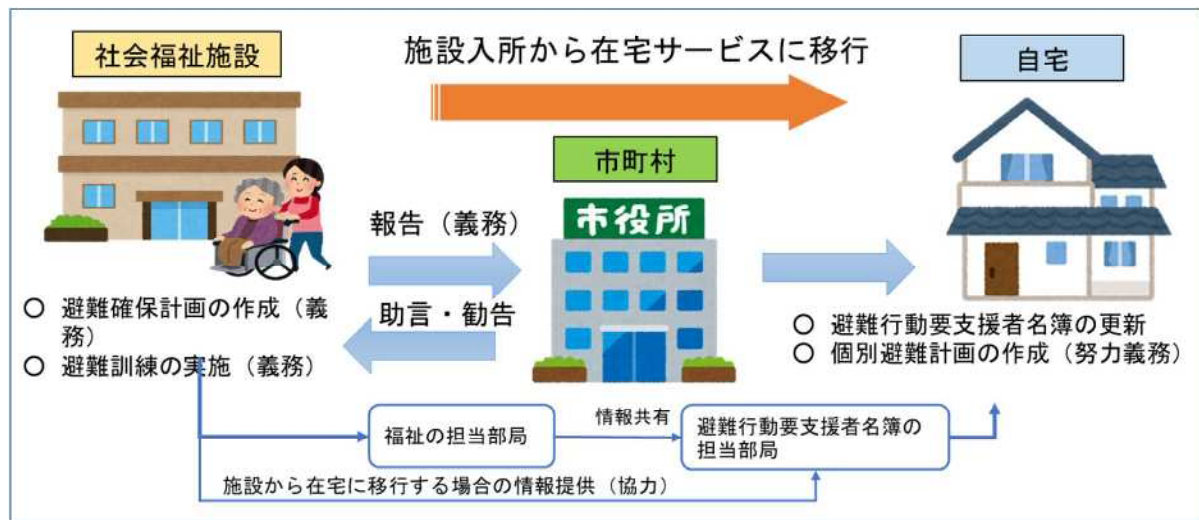 社会福祉施設
施設入所から在宅サービスに移行
自宅
市町村
市役所
報告（義務）
助言・勧告
○ 避難確保計画の作成（義
務）
○ 避難訓練の実施（義務）
○ 避難行動要支援者名簿の更新
○ 個別避難計画の作成（努力義務）
福祉の担当部局
情報共有
避難行動要支援者名簿の
担当部局
施設から在宅に移行する場合の情報提供（協力）